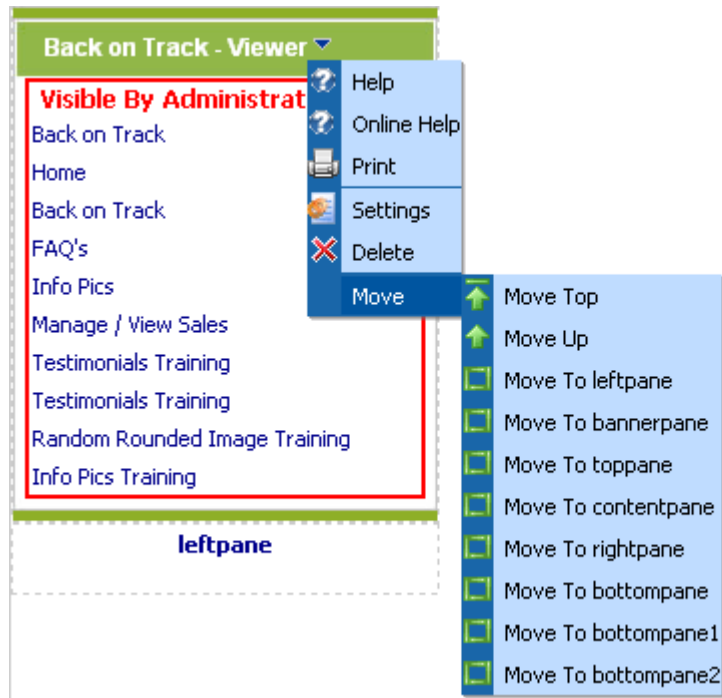 Back on Track - Viewer
Visible By Administrat
Back on Track
Home
Back on Track
FAQ's
Info Pics
Manage / View Sales
Testimonials Training
Testimonials Training
Random Rounded Image Training
Info Pics Training
leftpane
Help
Online Help
Print
Settings
Delete
Move
Move Top
Move Up
Move To leftpane
Move To bannerpane
Move To toppane
Move To contentpane
Move To rightpane
Move To bottompane
Move To bottompane1
Move To bottompane2